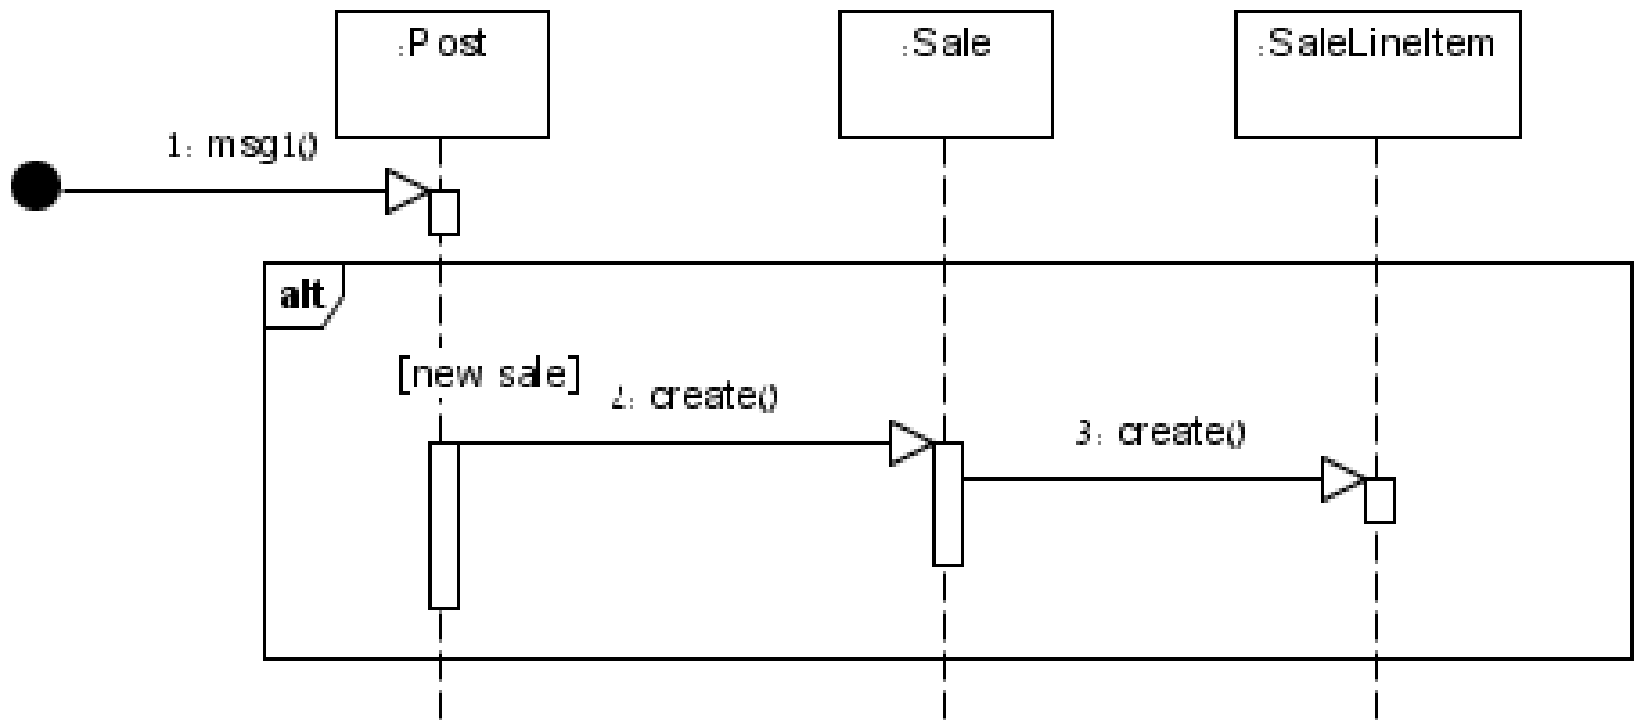 :Post
:Sale
:SaleLineItem
1: msg1()
alt
[new sale]
2: create()
3: create()